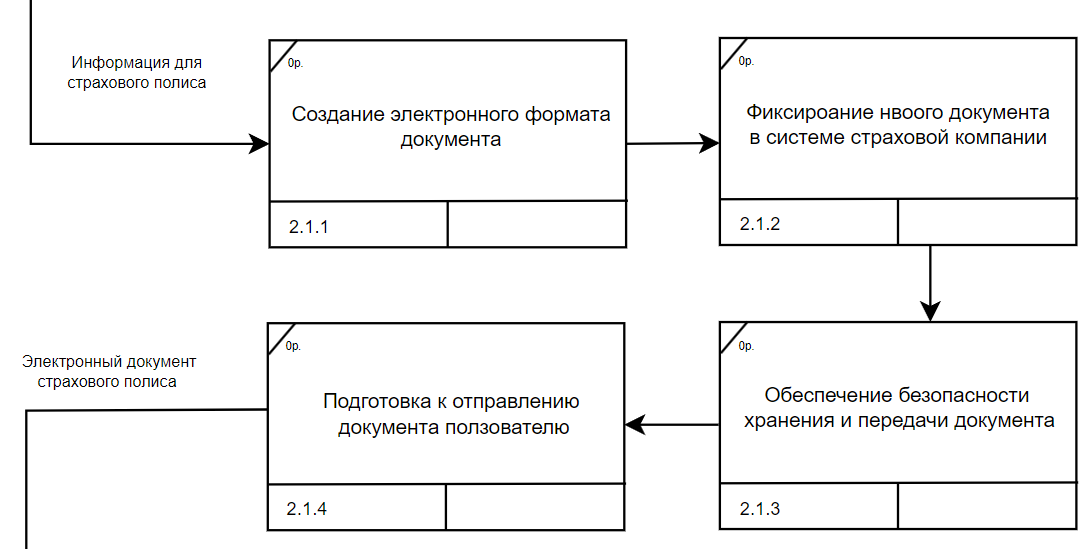 Информация для
страхового полиса
0р.
Создание электронного формата
документа
2.1.1
0р.
Фиксироание нвоого документа
в системе страховой компании
2.1.2
0р.
Обеспечение безопасности
хранения и передачи документа
2.1.3
0р.
Подготовка к отправлению
документа ползователю
2.1.4
Электронный документ
страхового полиса